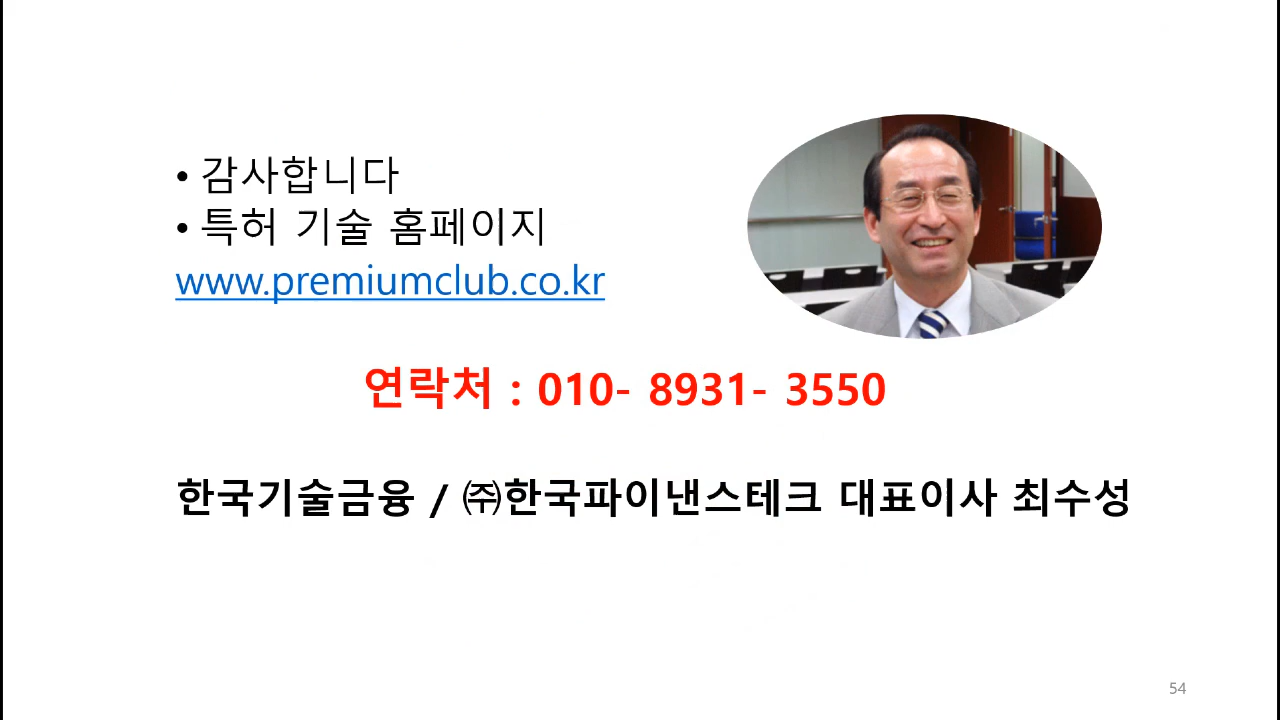 • 감사합니다
• 특허 기술 홈페이지
www.premiumclub.co.kr
연락처 : 010- 8931- 3550
한국기술금융 / ㈜한국파이낸스테크 대표이사 최수성
54